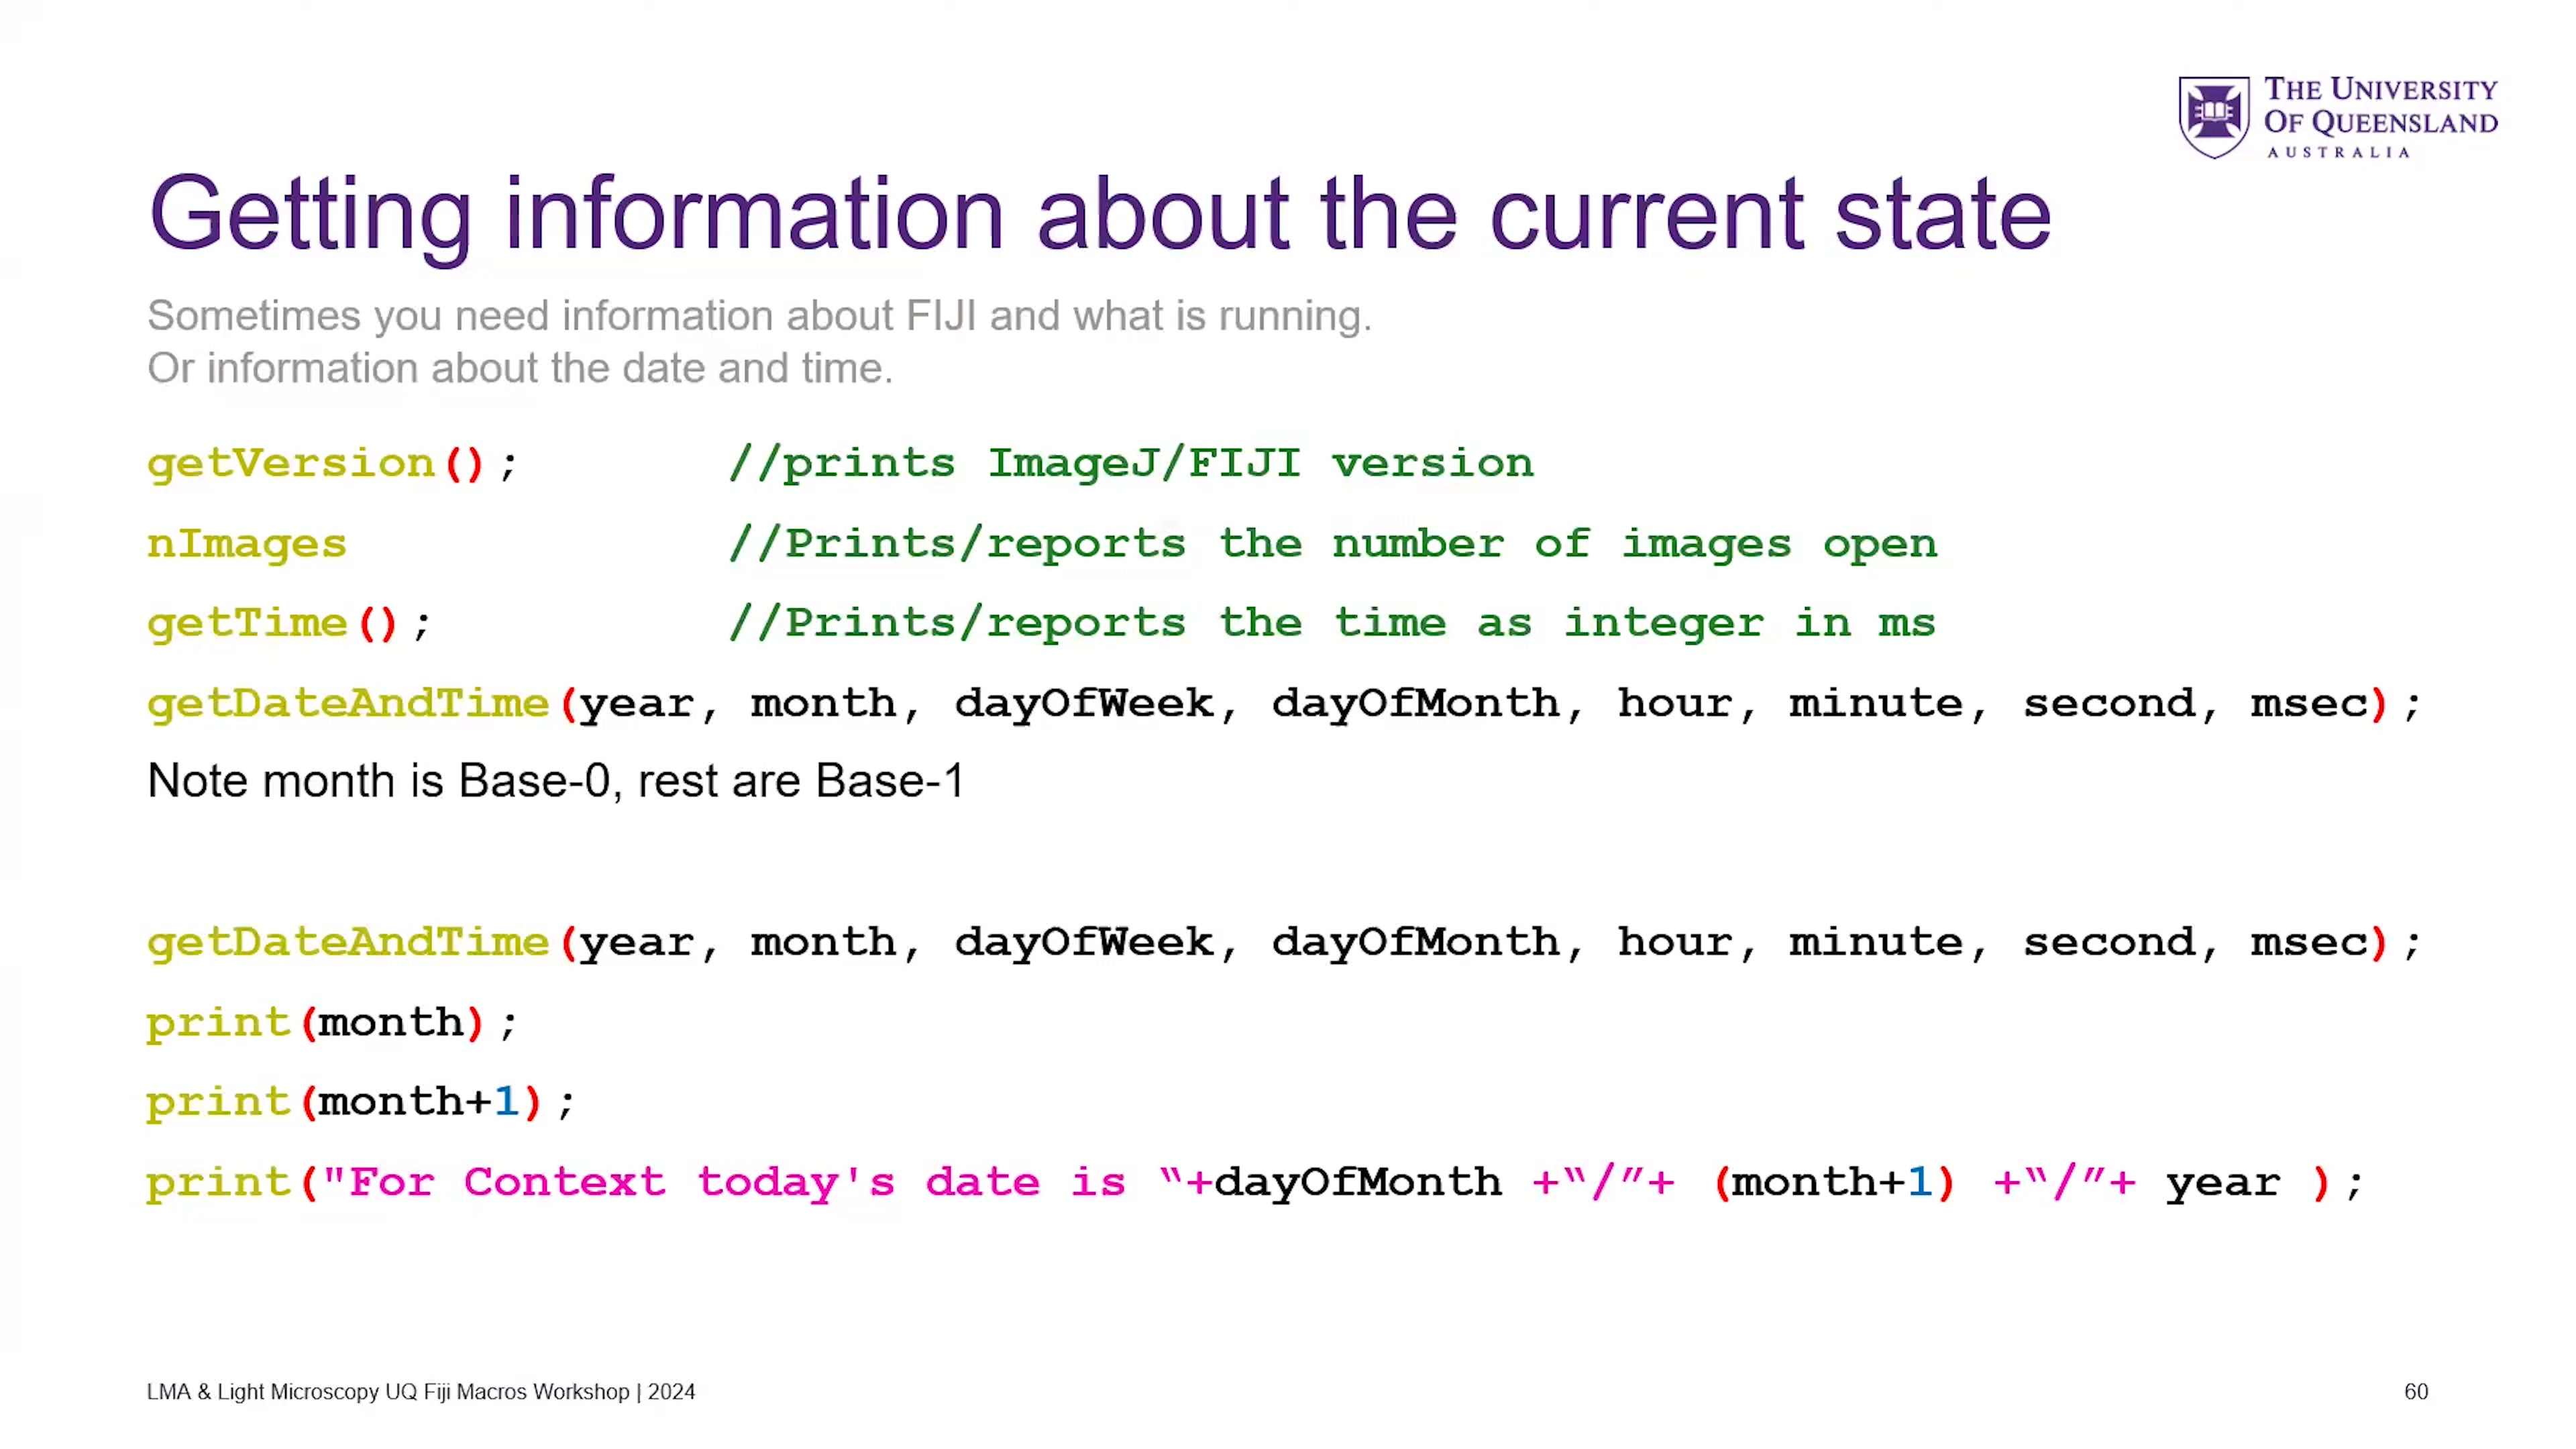 THE UNIVERSITY
OF QUEENSLAND
AUSTRALIA
Getting information about the current state
Sometimes you need information about FIJI and what is running.
Or information about the date and time.
getVersion(); //prints ImageJ/FIJI version
nImages //Prints/reports the number of images open
getTime(); //Prints/reports the time as integer in ms
getDateAndTime(year, month, dayOfWeek, dayOfMonth, hour, minute, second, msec);
Note month is Base-0, rest are Base-1
getDateAndTime(year, month, dayOfWeek, dayOfMonth, hour, minute, second, msec);
print(month);
print(month+1);
print("For Context today's date is “+dayOfMonth +“/”+ (month+1) +“/”+ year );
LMA & Light Microscopy UQ Fiji Macros Workshop | 2024
60